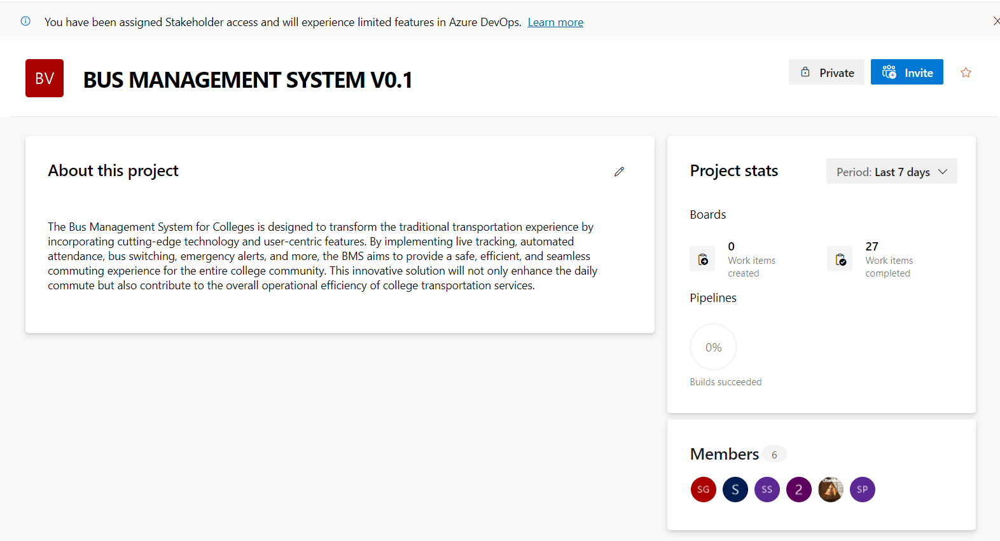 You have been assigned Stakeholder access and will experience limited features in Azure DevOps. Learn more
BV
BUS MANAGEMENT SYSTEM V0.1
Private
Invite
About this project
The Bus Management System for Colleges is designed to transform the traditional transportation experience by
incorporating cutting-edge technology and user-centric features. By implementing live tracking, automated
attendance, bus switching, emergency alerts, and more, the BMS aims to provide a safe, efficient, and seamless
commuting experience for the entire college community. This innovative solution will not only enhance the daily
commute but also contribute to the overall operational efficiency of college transportation services.
Project stats
Period: Last 7 days
Boards
0
Work items
created
27
Work items
completed
Pipelines
0%
Builds succeeded
Members 6
SG
S
SS
2
SP